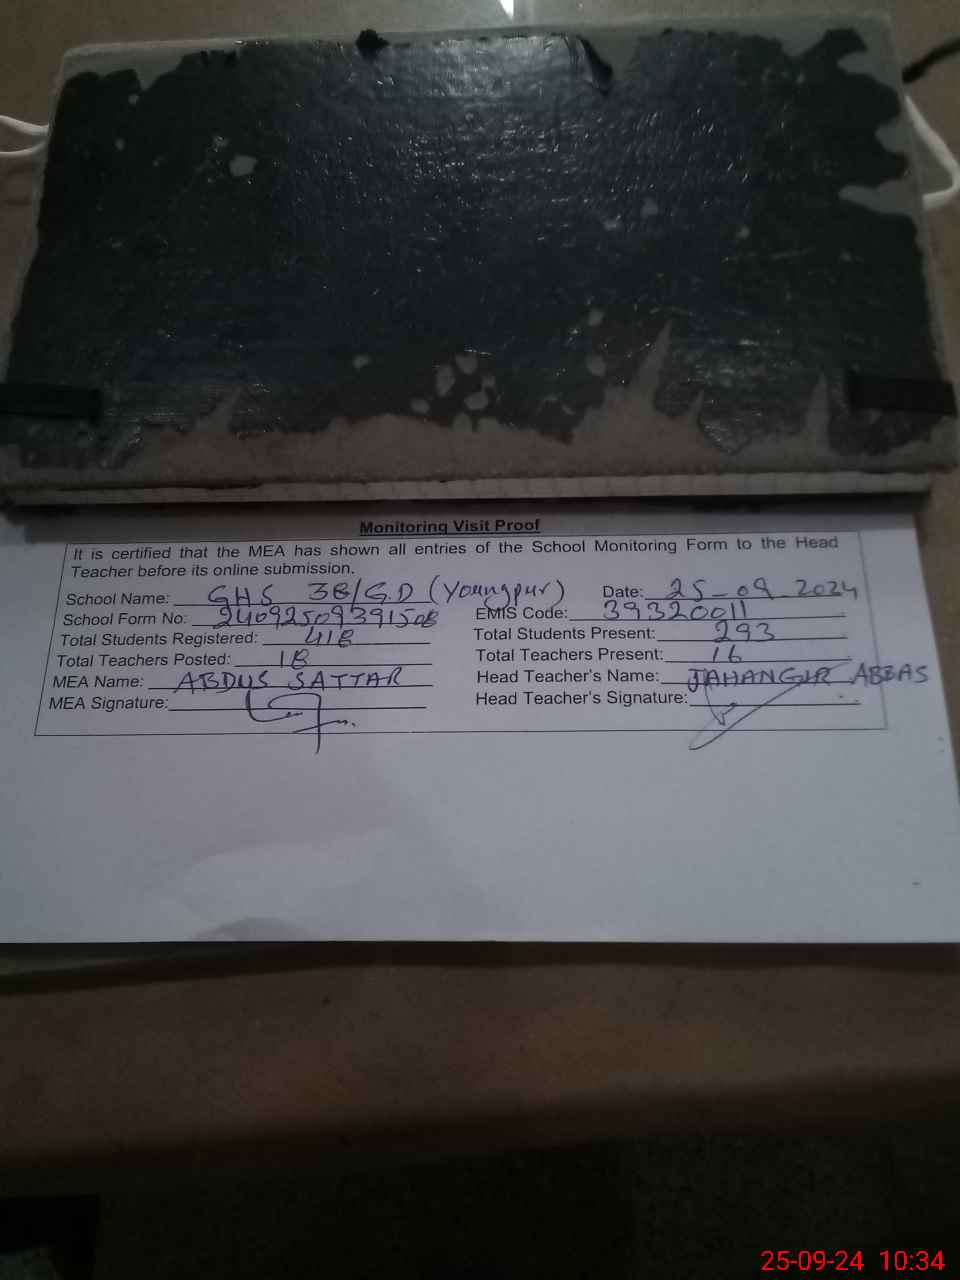 Monitoring Visit Proof
It is certified that the MEA has shown all entries of the School Monitoring Form to the Head
Teacher before its online submission.
School Name: GHS 38/G.D (Youngpur) Date: 25-09-2024
School Form No: 24092509391508 EMIS Code: 39320011
Total Students Registered: 418 Total Students Present: 293
Total Teachers Posted: 18 Total Teachers Present: 16
MEA Name: ABDUS SATTAR Head Teacher's Name: JAHANGIR ABBAS
MEA Signature: Head Teacher's Signature:
25-09-24 10:34